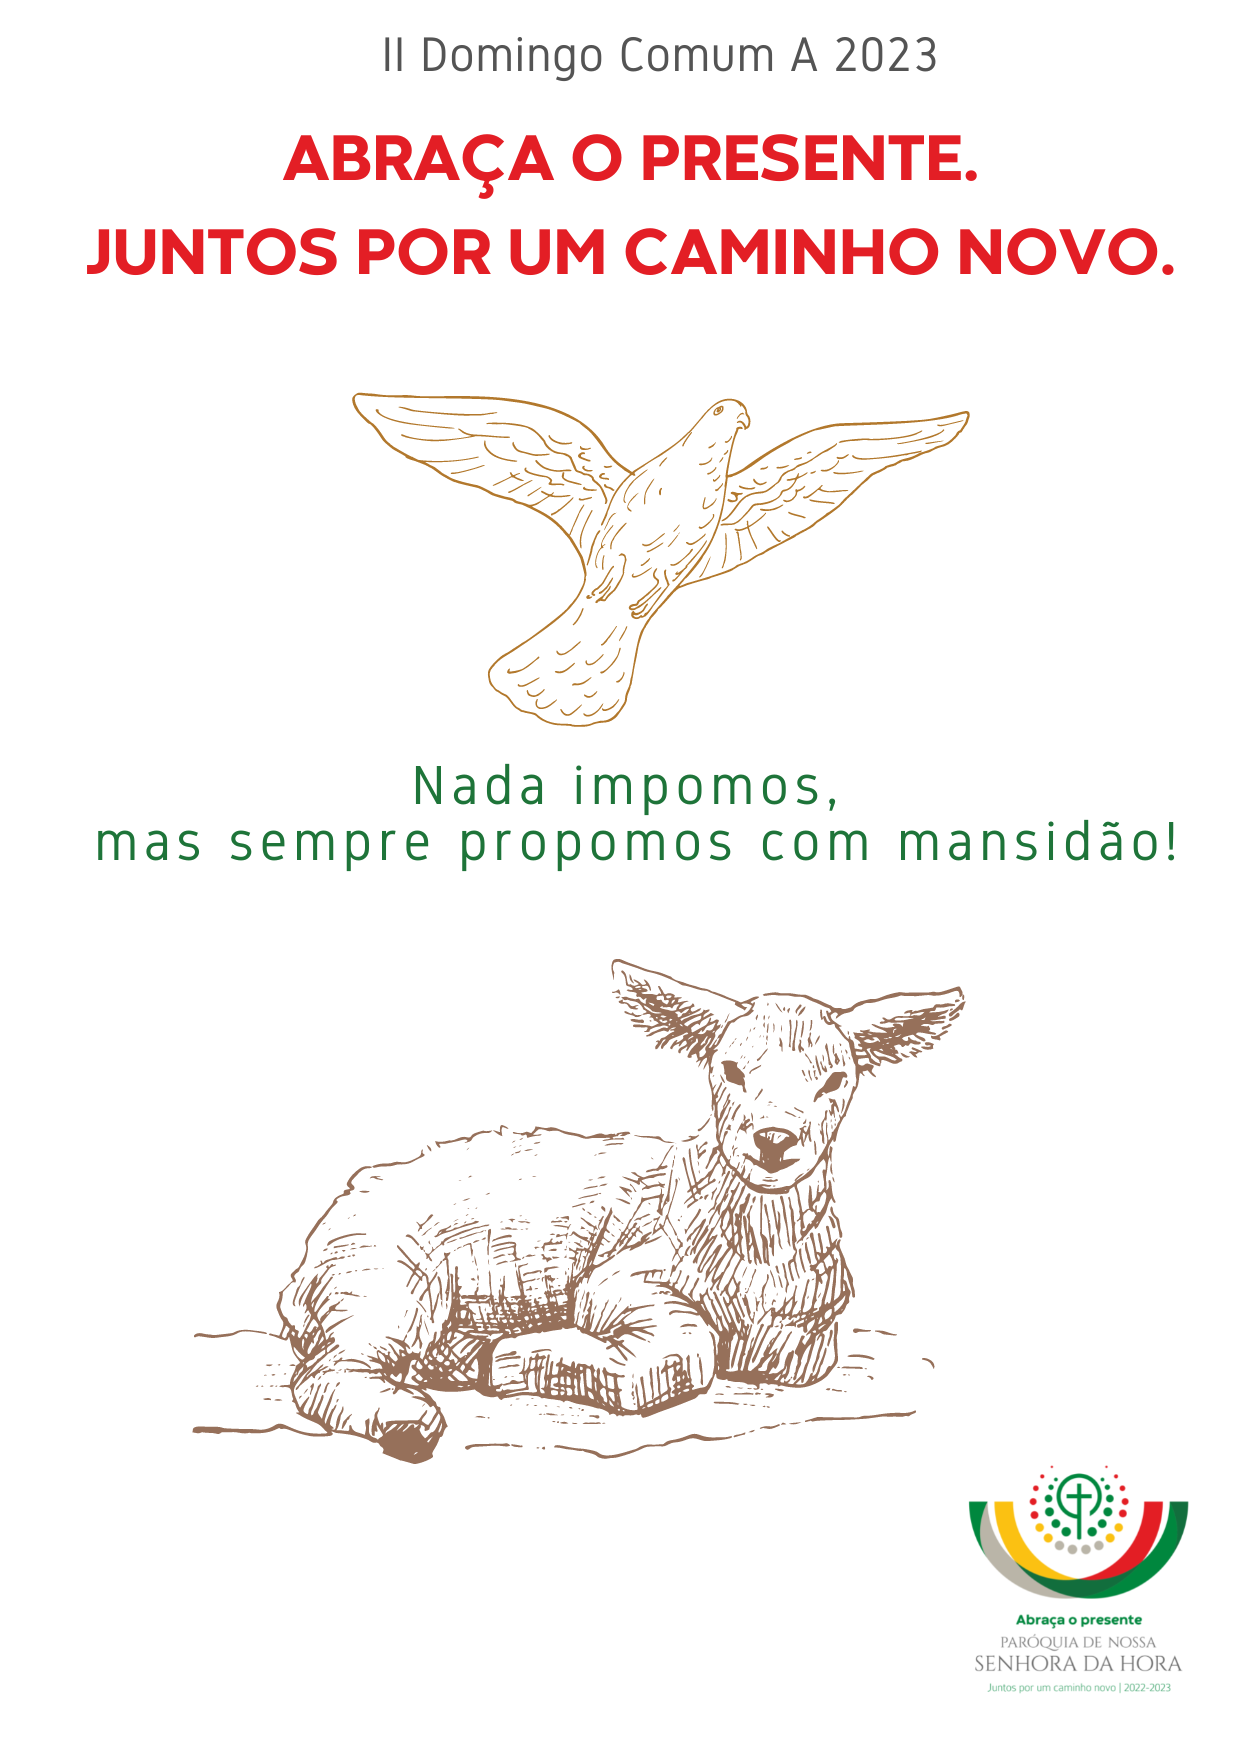 II Domingo Comum A 2023
ABRAÇA O PRESENTE.
JUNTOS POR UM CAMINHO NOVO.
Nada impomos,
mas sempre propomos com mansidão!
Abraça o presente
PARÓQUIA DE NOSSA
SENHORA DA HORA
Juntos por um caminho novo | 2022-2023